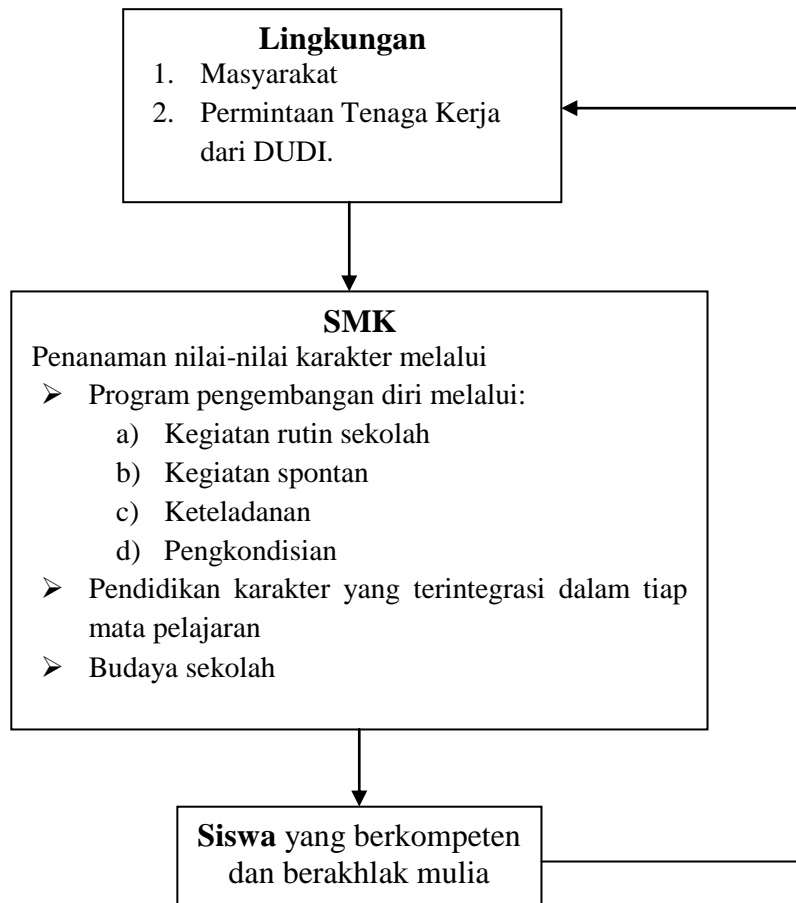 Lingkungan
1. Masyarakat
2. Permintaan Tenaga Kerja
dari DUDI.
SMK
Penanaman nilai-nilai karakter melalui
➢ Program pengembangan diri melalui:
a) Kegiatan rutin sekolah
b) Kegiatan spontan
c) Keteladanan
d) Pengkondisian
➢ Pendidikan karakter yang terintegrasi dalam tiap
mata pelajaran
➢ Budaya sekolah
Siswa yang berkompeten
dan berakhlak mulia